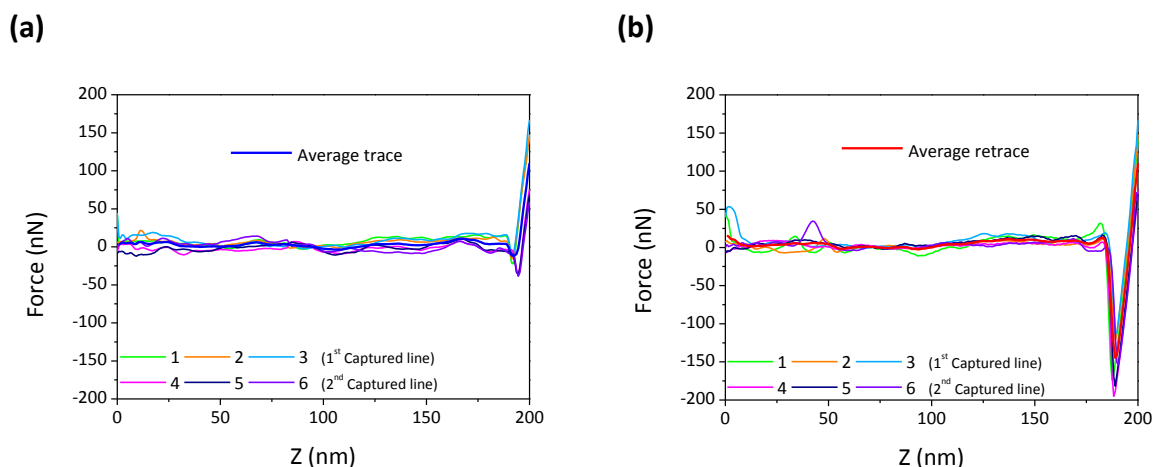 (a)
200
150
100
50
0
-50
-100
-150
-200
Force (nN)
Average trace
1 2 3 (1st Captured line)
4 5 6 (2nd Captured line)
0 50 100 150 200
Z (nm)
(b)
200
150
100
50
0
-50
-100
-150
-200
Force (nN)
Average retrace
1 2 3 (1st Captured line)
4 5 6 (2nd Captured line)
0 50 100 150 200
Z (nm)